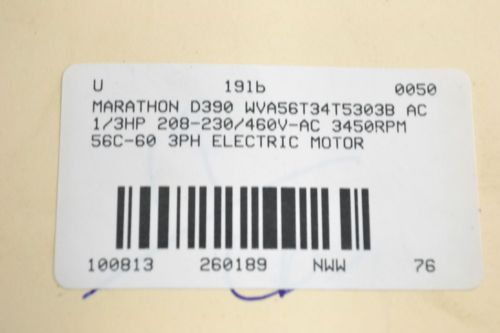 U 19lb 0050
MARATHON D390 WVA56T34T5303B AC
1/3HP 208-230/460V-AC 3450RPM
56C-60 3PH ELECTRIC MOTOR
100813 260189 NWW 76